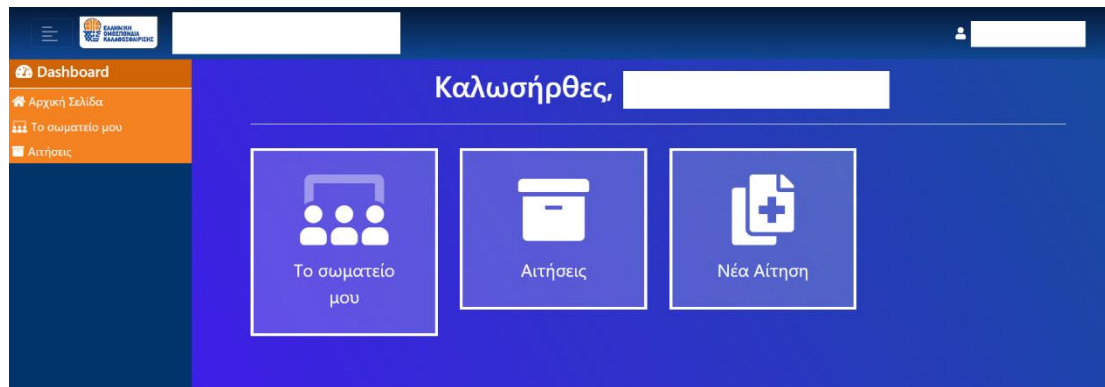 ΕΛΛΗΝΙΚΗ
ΟΜΟΣΠΟΝΔΙΑ
ΚΑΛΑΘΟΣΦΑΙΡΙΣΗΣ
Dashboard
Αρχική Σελίδα
Το σωματείο μου
Αιτήσεις
Καλωσήρθες,
Το σωματείο
μου
Αιτήσεις
Νέα Αίτηση